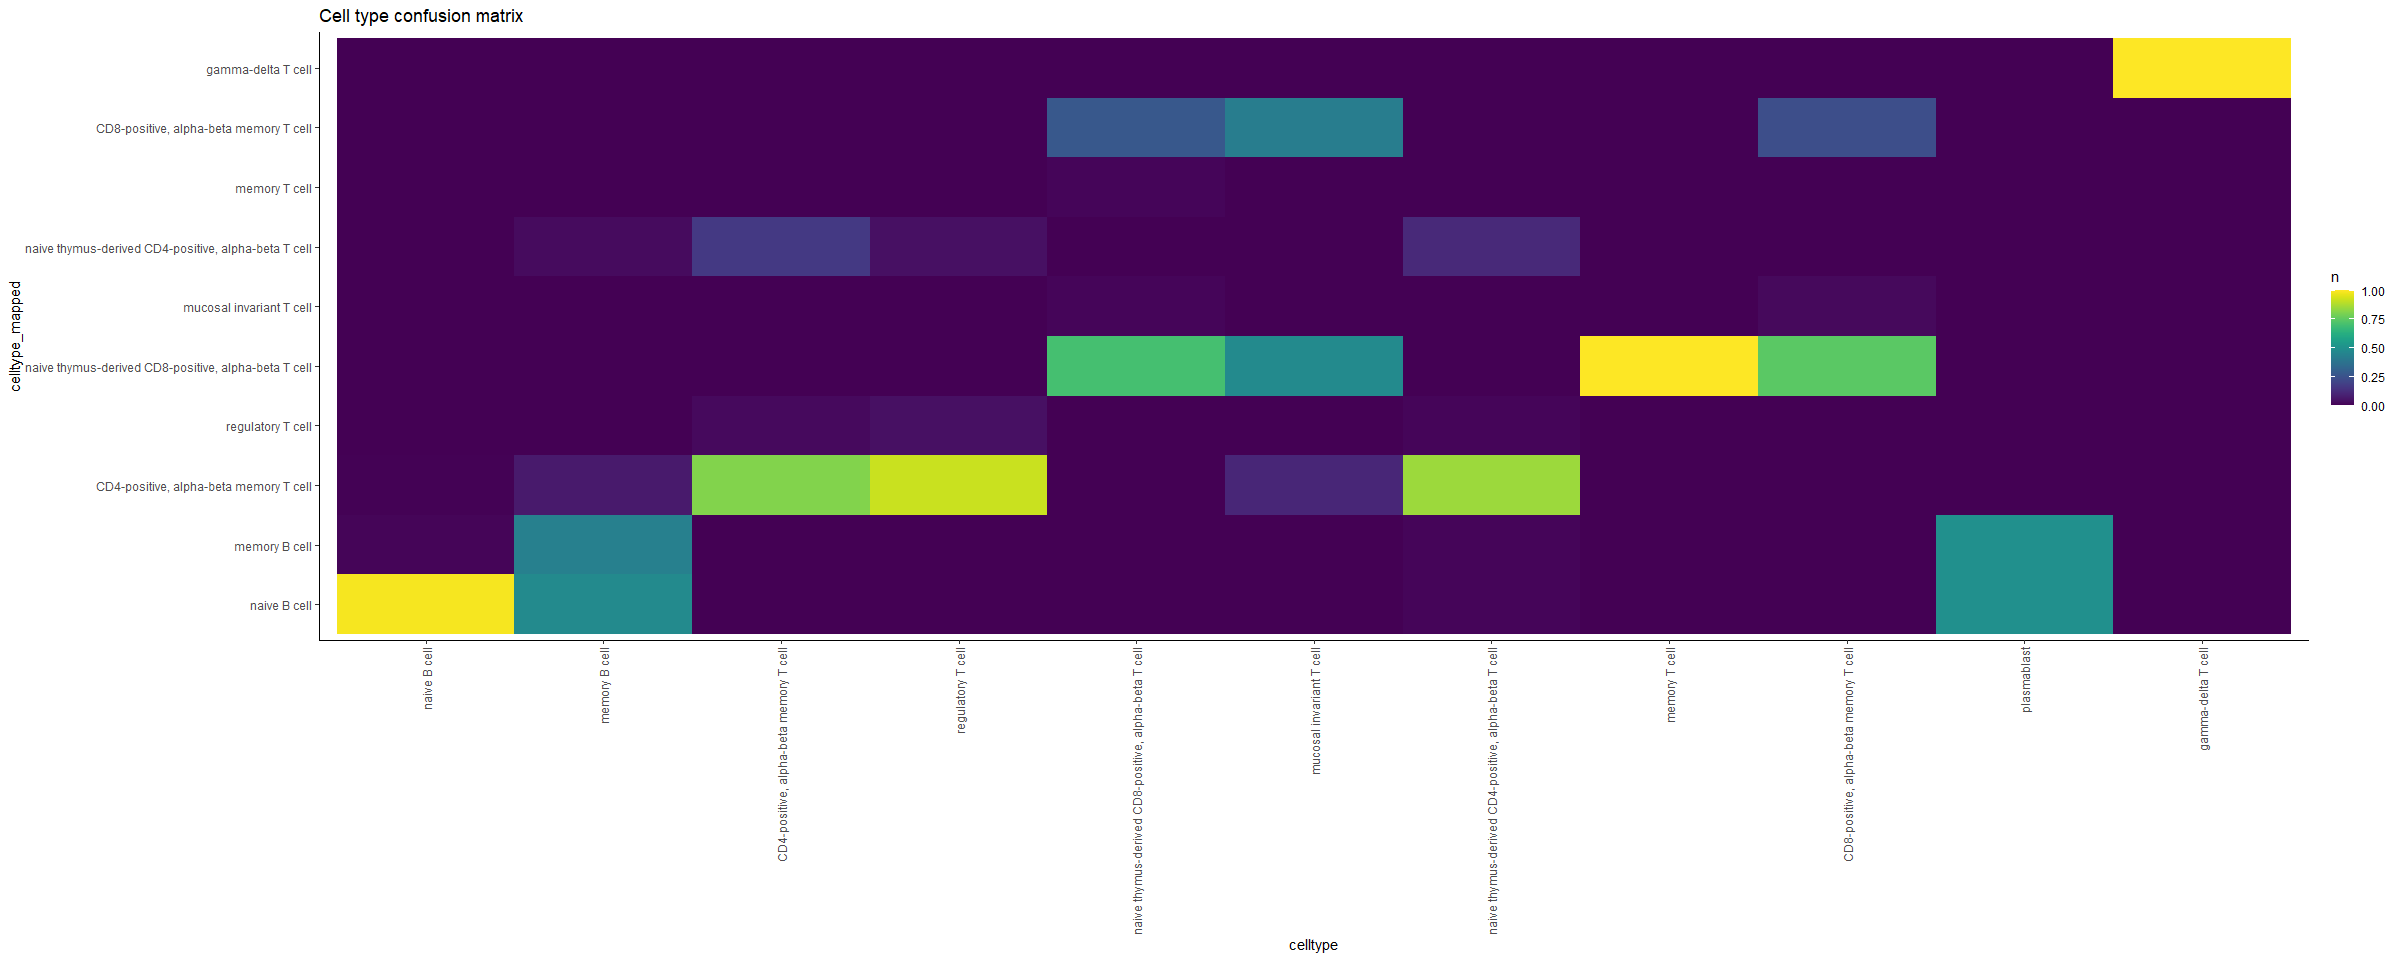 Cell type confusion matrix
celltype_mapped
gamma-delta T cell
CD8-positive, alpha-beta memory T cell
memory T cell
naive thymus-derived CD4-positive, alpha-beta T cell
mucosal invariant T cell
naive thymus-derived CD8-positive, alpha-beta T cell
regulatory T cell
CD4-positive, alpha-beta memory T cell
memory B cell
naive B cell
naive B cell
memory B cell
CD4-positive, alpha-beta memory T cell
regulatory T cell
naive thymus-derived CD8-positive, alpha-beta T cell
mucosal invariant T cell
naive thymus-derived CD4-positive, alpha-beta T cell
memory T cell
CD8-positive, alpha-beta memory T cell
plasmablast
gamma-delta T cell
celltype
n
1.00
0.75
0.50
0.25
0.00